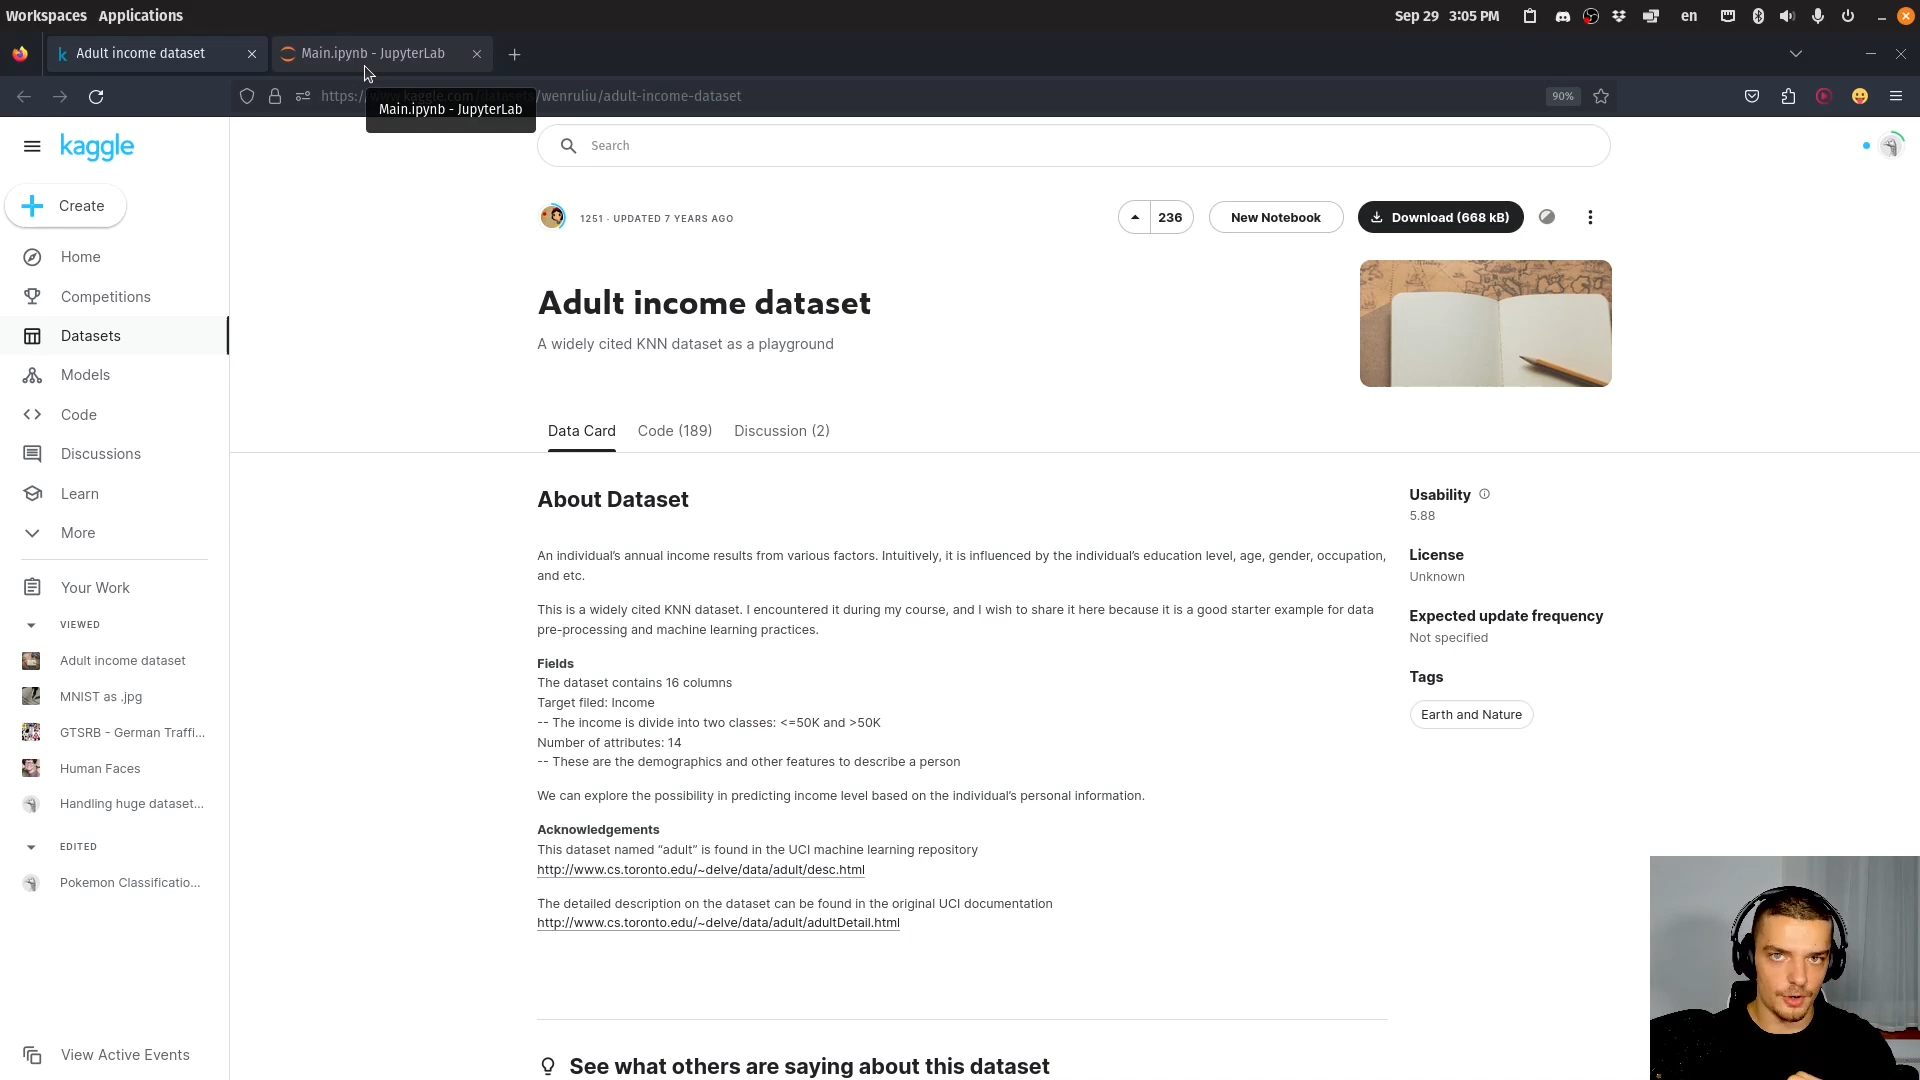 Workspaces Applications
Sep 29 3:05 PM
en
Adult income dataset
Main.ipynb - JupyterLab
https://www.kaggle.com/datasets/wenruliu/adult-income-dataset
90%
Main.ipynb - JupyterLab
kaggle
Search
Create
Home
Competitions
Datasets
Models
Code
Discussions
Learn
More
Your Work
VIEWED
Adult income dataset
MNIST as .jpg
GTSRB - German Traffi...
Human Faces
Handling huge dataset...
EDITED
Pokemon Classificatio...
View Active Events
1251 · UPDATED 7 YEARS AGO
236
New Notebook
Download (668 kB)
Adult income dataset
A widely cited KNN dataset as a playground
Data Card
Code (189)
Discussion (2)
About Dataset
An individual’s annual income results from various factors. Intuitively, it is influenced by the individual’s education level, age, gender, occupation,
and etc.
This is a widely cited KNN dataset. I encountered it during my course, and I wish to share it here because it is a good starter example for data
pre-processing and machine learning practices.
Fields
The dataset contains 16 columns
Target filed: Income
-- The income is divide into two classes: <=50K and >50K
Number of attributes: 14
-- These are the demographics and other features to describe a person
We can explore the possibility in predicting income level based on the individual’s personal information.
Acknowledgements
This dataset named “adult” is found in the UCI machine learning repository
http://www.cs.toronto.edu/~delve/data/adult/desc.html
The detailed description on the dataset can be found in the original UCI documentation
http://www.cs.toronto.edu/~delve/data/adult/adultDetail.html
See what others are saying about this dataset
Usability
5.88
License
Unknown
Expected update frequency
Not specified
Tags
Earth and Nature